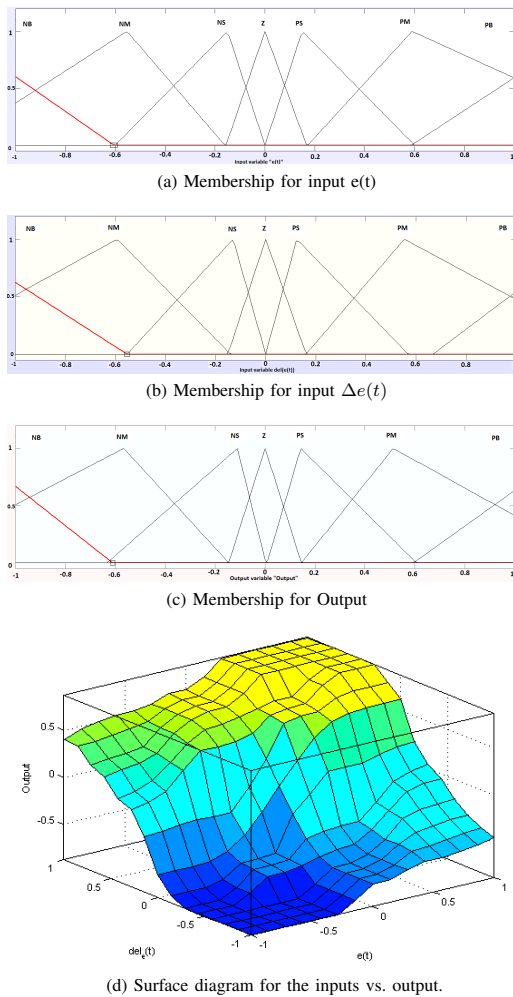 NB NM NS Z PS PM PB
1
0.5
0
-1 -0.8 -0.6 -0.4 -0.2 0 0.2 0.4 0.6 0.8 1
Input variable "e(t)"
(a) Membership for input e(t)
NB NM NS Z PS PM PB
1
0.5
0
-1 -0.8 -0.6 -0.4 -0.2 0 0.2 0.4 0.6 0.8 1
Input variable del(e(t))
(b) Membership for input Δe(t)
NB NM NS Z PS PM PB
1
0.5
0
-1 -0.8 -0.6 -0.4 -0.2 0 0.2 0.4 0.6 0.8 1
Output variable "Output"
(c) Membership for Output
Output
0.5
0
-0.5
1 0.5 0 -0.5 -1
-1 -0.5 0 0.5 1
del_e(t)
e(t)
(d) Surface diagram for the inputs vs. output.